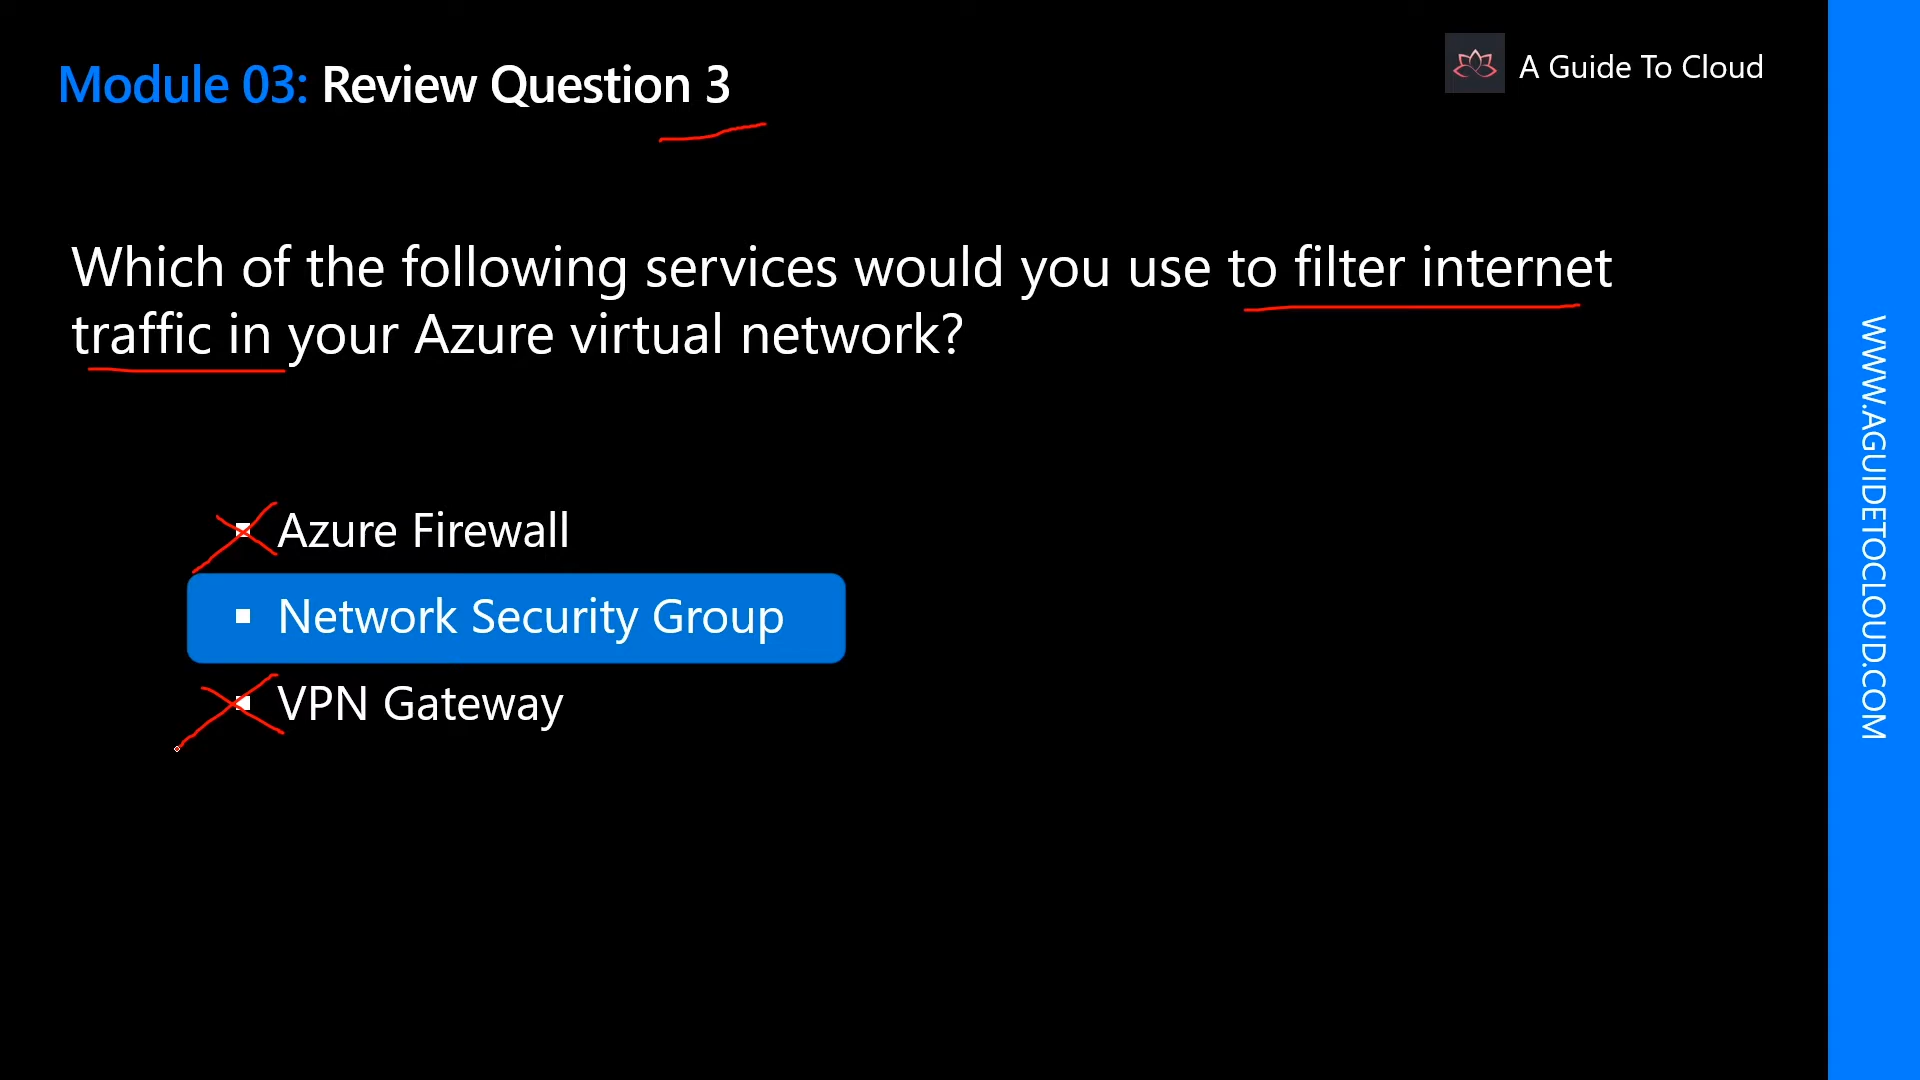 Module 03: Review Question 3
A Guide To Cloud
Which of the following services would you use to filter internet
traffic in your Azure virtual network?
▪ Azure Firewall
▪ Network Security Group
▪ VPN Gateway
WWW.AGUIDETOCLOUD.COM